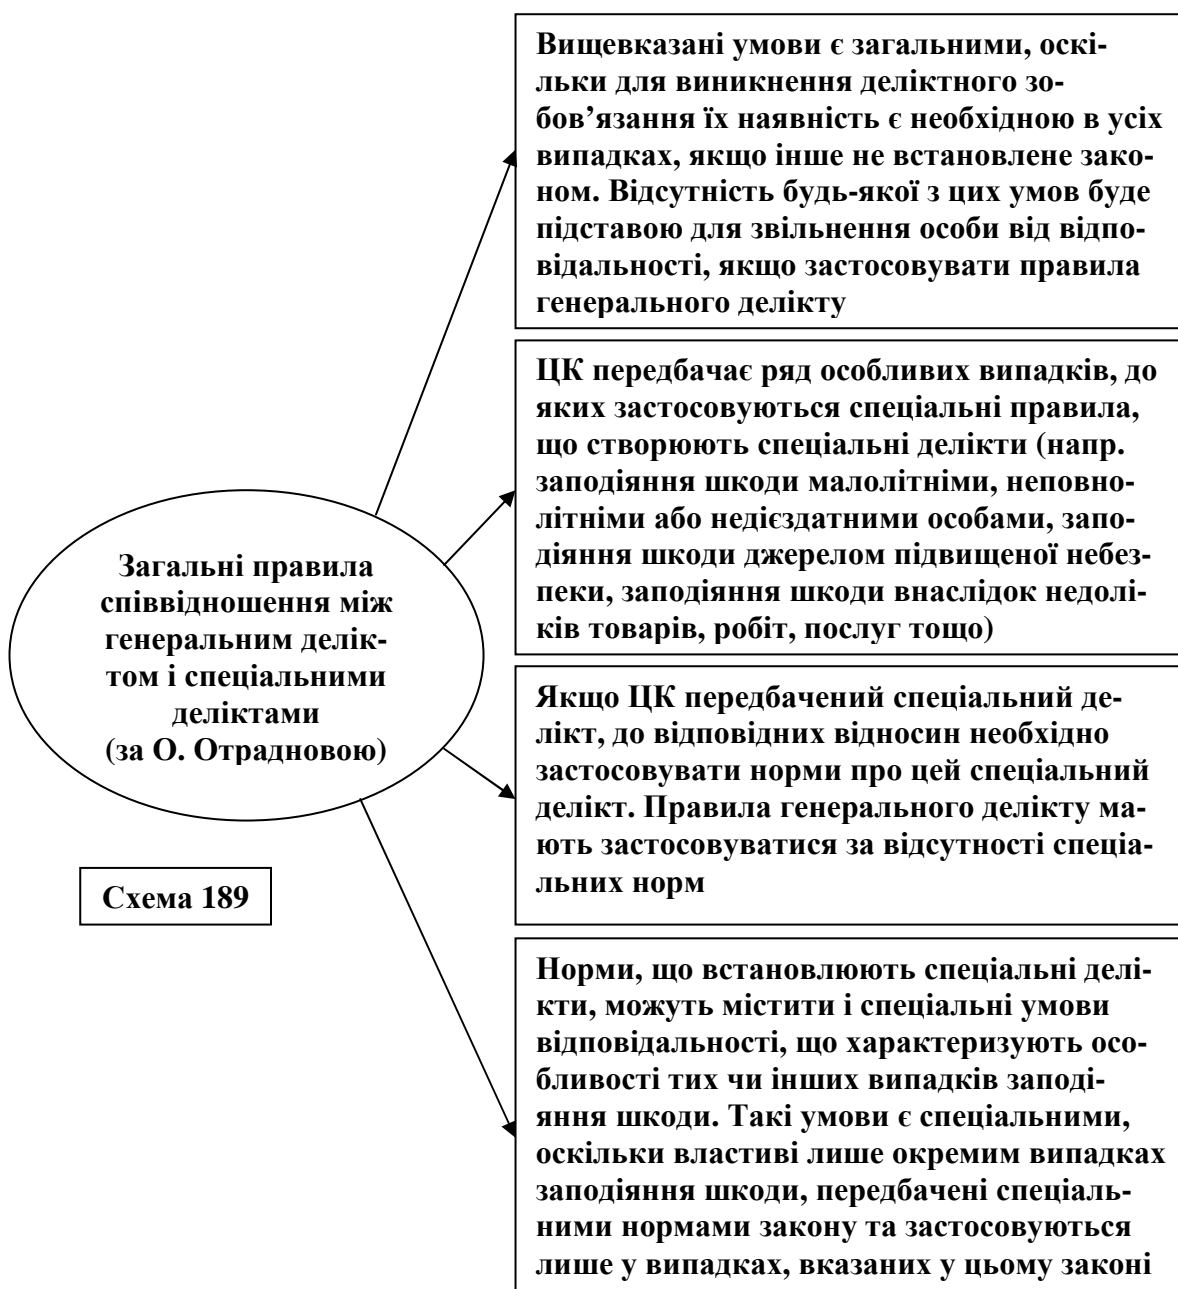 Вищевказані умови є загальними, оскі-
льки для виникнення деліктного зо-
бов’язання їх наявність є необхідною в усіх
випадках, якщо інше не встановлене зако-
ном. Відсутність будь-якої з цих умов буде
підставою для звільнення особи від відпо-
відальності, якщо застосовувати правила
генерального делікту
ЦК передбачає ряд особливих випадків, до
яких застосовуються спеціальні правила,
що створюють спеціальні делікти (напр.
заподіяння шкоди малолітніми, неповно-
літніми або недієздатними особами, запо-
діяння шкоди джерелом підвищеної небез-
пеки, заподіяння шкоди внаслідок недолі-
ків товарів, робіт, послуг тощо)
Загальні правила
співвідношення між
генеральним делік-
том і спеціальними
деліктами
(за О. Отрадновою)
Якщо ЦК передбачений спеціальний де-
лікт, до відповідних відносин необхідно
застосовувати норми про цей спеціальний
делікт. Правила генерального делікту ма-
ють застосовуватися за відсутності спеціа-
льних норм
Схема 189
Норми, що встановлюють спеціальні делі-
кти, можуть містити і спеціальні умови
відповідальності, що характеризують осо-
бливості тих чи інших випадків заподі-
яння шкоди. Такі умови є спеціальними,
оскільки властиві лише окремим випадках
заподіяння шкоди, передбачені спеціаль-
ними нормами закону та застосовуються
лише у випадках, вказаних у цьому законі